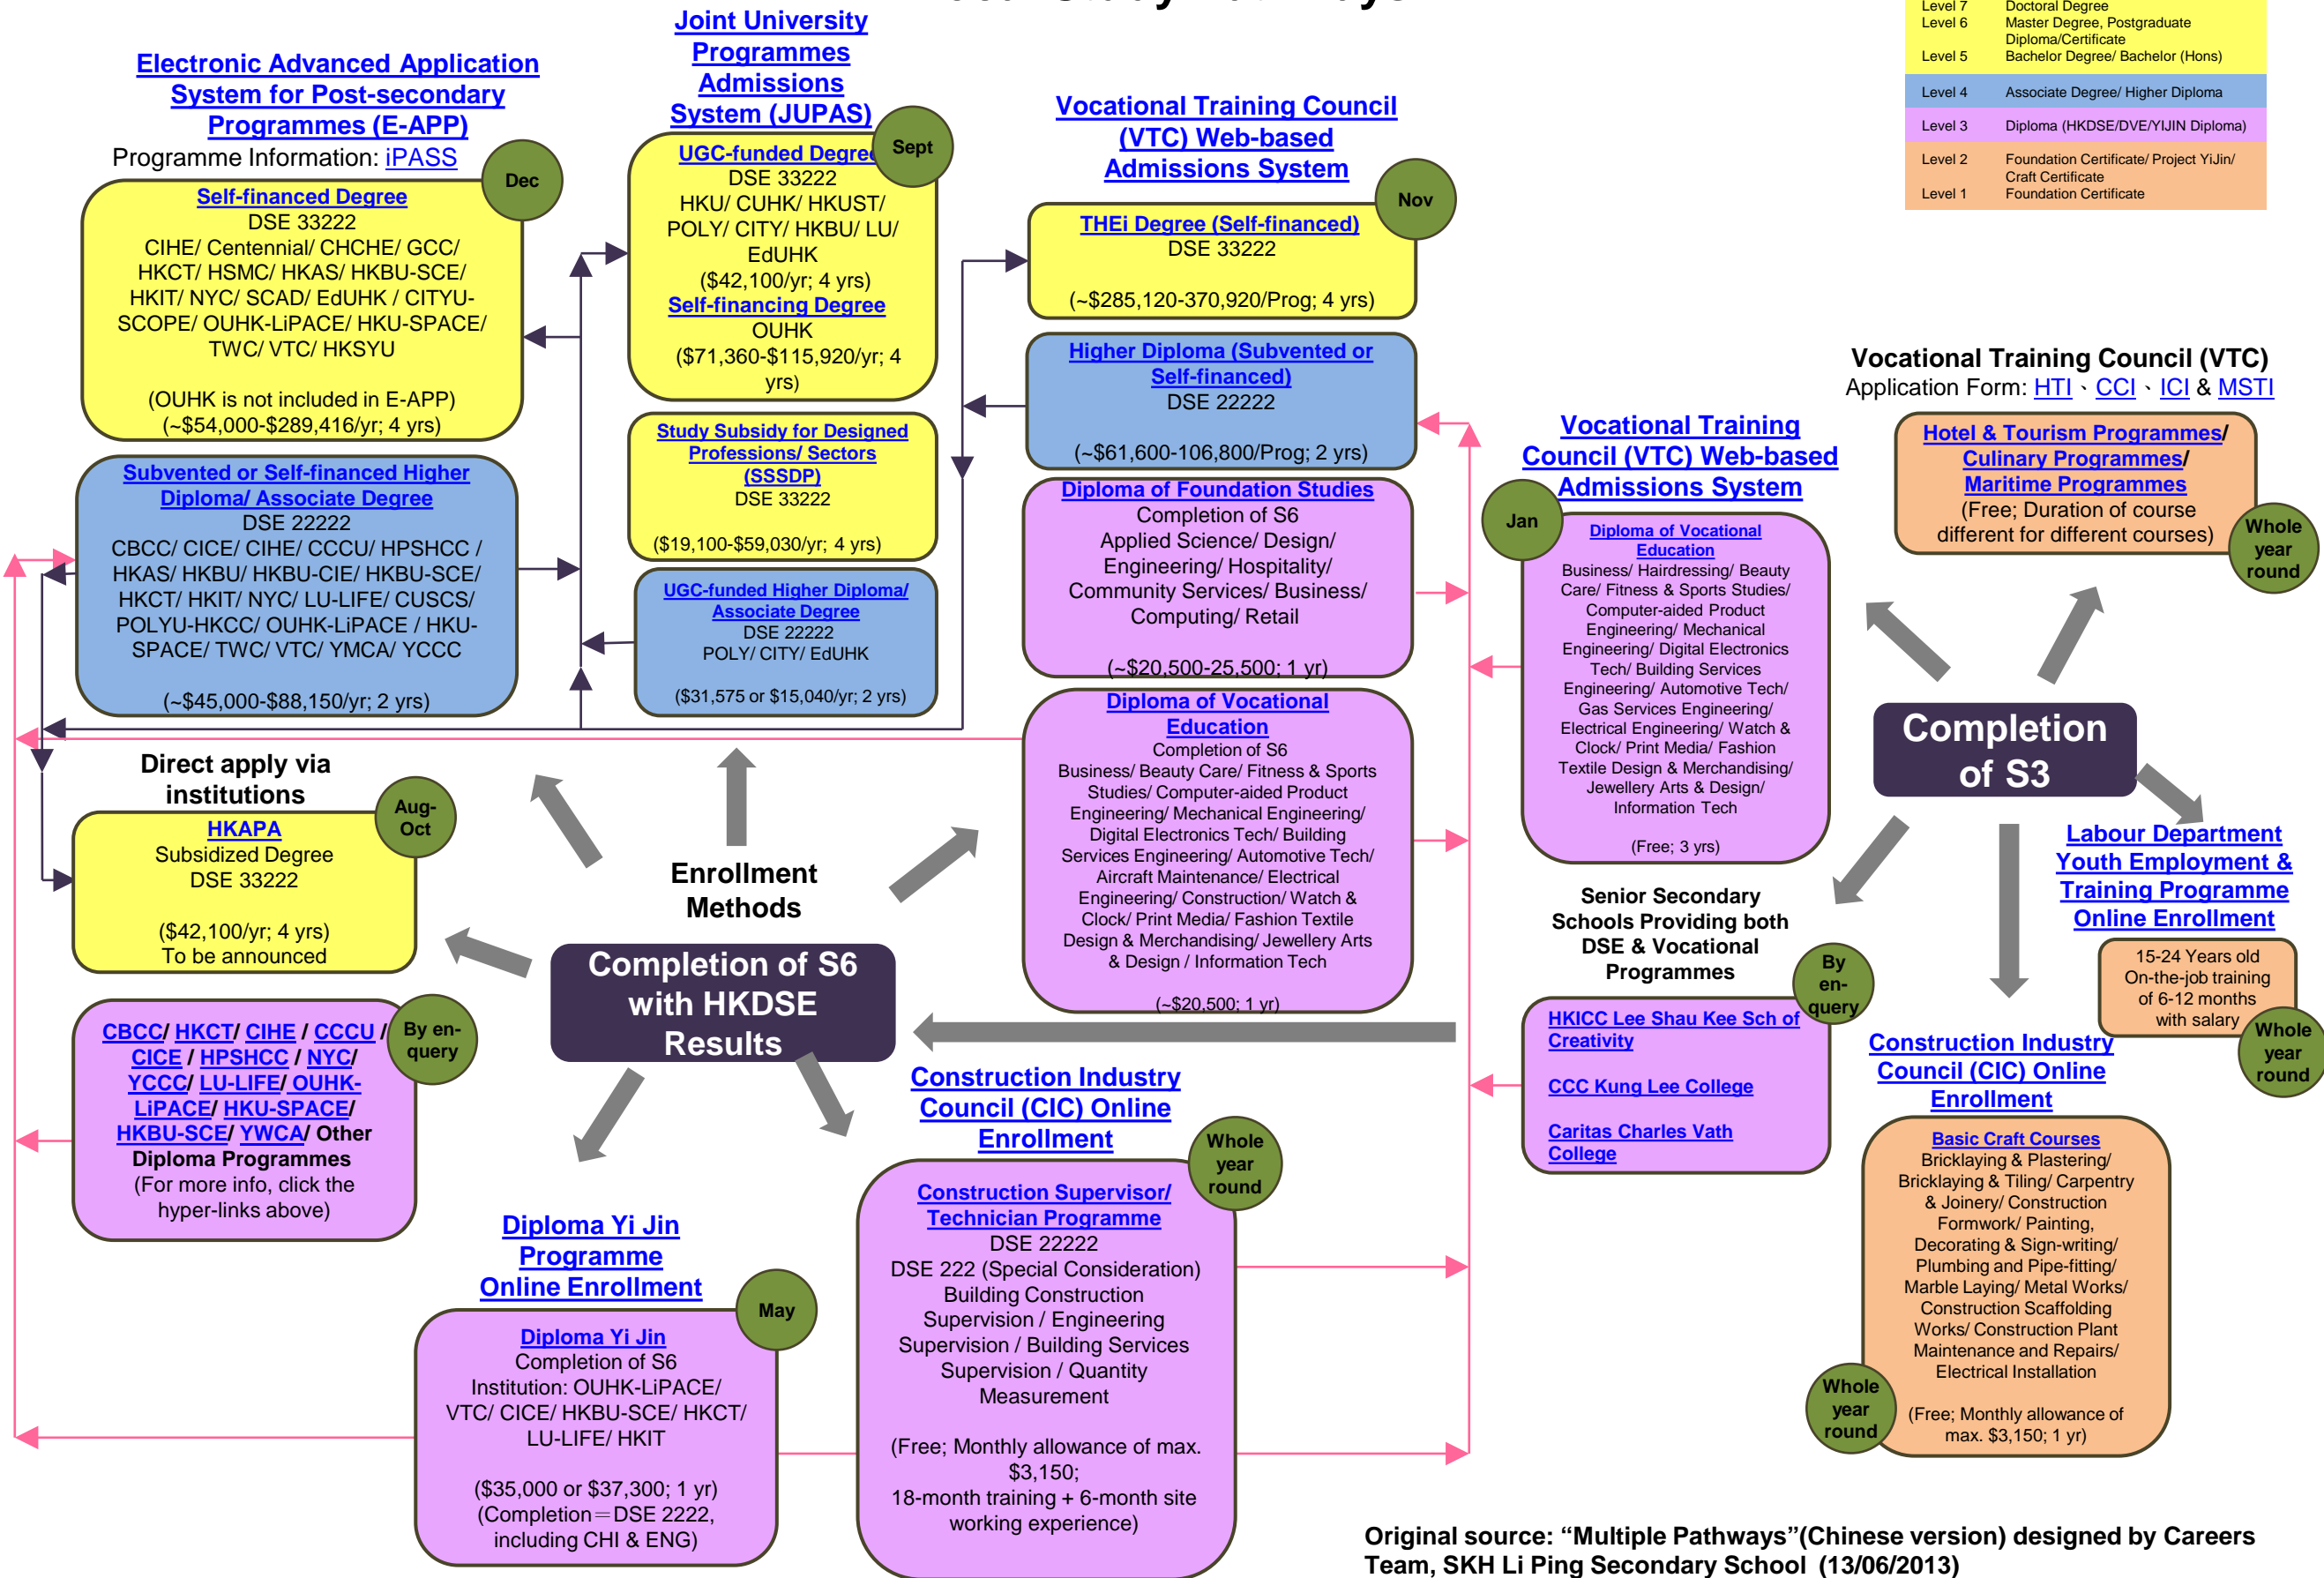 Level 7 Doctoral Degree
Level 6 Master Degree, Postgraduate
Diploma/Certificate
Level 5 Bachelor Degree/ Bachelor (Hons)
Level 4 Associate Degree/ Higher Diploma
Level 3 Diploma (HKDSE/DVE/YIJIN Diploma)
Level 2 Foundation Certificate/ Project YiJin/
Craft Certificate
Level 1 Foundation Certificate
Electronic Advanced Application
System for Post-secondary
Programmes (E-APP)
Programme Information: iPASS
Dec
Self-financed Degree
DSE 33222
CIHE/ Centennial/ CHCHE/ GCC/
HKCT/ HSMC/ HKAS/ HKBU-SCE/
HKIT/ NYC/ SCAD/ EdUHK / CITYU-
SCOPE/ OUHK-LiPACE/ HKU-SPACE/
TWC/ VTC/ HKSYU
(OUHK is not included in E-APP)
(~$54,000-$289,416/yr; 4 yrs)
Subvented or Self-financed Higher
Diploma/ Associate Degree
DSE 22222
CBCC/ CICE/ CIHE/ CCCU/ HPSHCC /
HKAS/ HKBU/ HKBU-CIE/ HKBU-SCE/
HKCT/ HKIT/ NYC/ LU-LIFE/ CUSCS/
POLYU-HKCC/ OUHK-LiPACE / HKU-
SPACE/ TWC/ VTC/ YMCA/ YCCC
(~$45,000-$88,150/yr; 2 yrs)
Joint University
Programmes
Admissions
System (JUPAS)
Sept
UGC-funded Degree
DSE 33222
HKU/ CUHK/ HKUST/
POLY/ CITY/ HKBU/ LU/
EdUHK
($42,100/yr; 4 yrs)
Self-financing Degree
OUHK
($71,360-$115,920/yr; 4
yrs)
Study Subsidy for Designed
Professions/ Sectors
(SSSDP)
DSE 33222
($19,100-$59,030/yr; 4 yrs)
UGC-funded Higher Diploma/
Associate Degree
DSE 22222
POLY/ CITY/ EdUHK
($31,575 or $15,040/yr; 2 yrs)
Vocational Training Council
(VTC) Web-based
Admissions System
Nov
THEi Degree (Self-financed)
DSE 33222
(~$285,120-370,920/Prog; 4 yrs)
Higher Diploma (Subvented or
Self-financed)
DSE 22222
(~$61,600-106,800/Prog; 2 yrs)
Diploma of Foundation Studies
Completion of S6
Applied Science/ Design/
Engineering/ Hospitality/
Community Services/ Business/
Computing/ Retail
(~$20,500-25,500; 1 yr)
Diploma of Vocational
Education
Completion of S6
Business/ Beauty Care/ Fitness & Sports
Studies/ Computer-aided Product
Engineering/ Mechanical Engineering/
Digital Electronics Tech/ Building
Services Engineering/ Automotive Tech/
Aircraft Maintenance/ Electrical
Engineering/ Construction/ Watch &
Clock/ Print Media/ Fashion Textile
Design & Merchandising/ Jewellery Arts
& Design / Information Tech
(~$20,500; 1 yr)
Vocational Training
Council (VTC) Web-based
Admissions System
Jan
Diploma of Vocational
Education
Business/ Hairdressing/ Beauty
Care/ Fitness & Sports Studies/
Computer-aided Product
Engineering/ Mechanical
Engineering/ Digital Electronics
Tech/ Building Services
Engineering/ Automotive Tech/
Gas Services Engineering/
Electrical Engineering/ Watch &
Clock/ Print Media/ Fashion
Textile Design & Merchandising/
Jewellery Arts & Design/
Information Tech
(Free; 3 yrs)
Vocational Training Council (VTC)
Application Form: HTI、CCI、ICI & MSTI
Hotel & Tourism Programmes/
Culinary Programmes/
Maritime Programmes
(Free; Duration of course
different for different courses)
Whole
year
round
Completion
of S3
Direct apply via
institutions
Aug-
Oct
HKAPA
Subsidized Degree
DSE 33222
($42,100/yr; 4 yrs)
To be announced
Enrollment
Methods
Completion of S6
with HKDSE
Results
By en-
query
CBCC/ HKCT/ CIHE / CCCU /
CICE / HPSHCC / NYC/
YCCC/ LU-LIFE/ OUHK-
LiPACE/ HKU-SPACE/
HKBU-SCE/ YWCA/ Other
Diploma Programmes
(For more info, click the
hyper-links above)
Diploma Yi Jin
Programme
Online Enrollment
May
Diploma Yi Jin
Completion of S6
Institution: OUHK-LiPACE/
VTC/ CICE/ HKBU-SCE/ HKCT/
LU-LIFE/ HKIT
($35,000 or $37,300; 1 yr)
(Completion＝DSE 2222,
including CHI & ENG)
Construction Industry
Council (CIC) Online
Enrollment
Whole
year
round
Construction Supervisor/
Technician Programme
DSE 22222
DSE 222 (Special Consideration)
Building Construction
Supervision / Engineering
Supervision / Building Services
Supervision / Quantity
Measurement
(Free; Monthly allowance of max.
$3,150;
18-month training + 6-month site
working experience)
Senior Secondary
Schools Providing both
DSE & Vocational
Programmes
By
en-
query
HKICC Lee Shau Kee Sch of
Creativity
CCC Kung Lee College
Caritas Charles Vath
College
Labour Department
Youth Employment &
Training Programme
Online Enrollment
15-24 Years old
On-the-job training
of 6-12 months
with salary
Whole
year
round
Construction Industry
Council (CIC) Online
Enrollment
Basic Craft Courses
Bricklaying & Plastering/
Bricklaying & Tiling/ Carpentry
& Joinery/ Construction
Formwork/ Painting,
Decorating & Sign-writing/
Plumbing and Pipe-fitting/
Marble Laying/ Metal Works/
Construction Scaffolding
Works/ Construction Plant
Maintenance and Repairs/
Electrical Installation
(Free; Monthly allowance of
max. $3,150; 1 yr)
Whole
year
round
Original source: “Multiple Pathways”(Chinese version) designed by Careers
Team, SKH Li Ping Secondary School (13/06/2013)